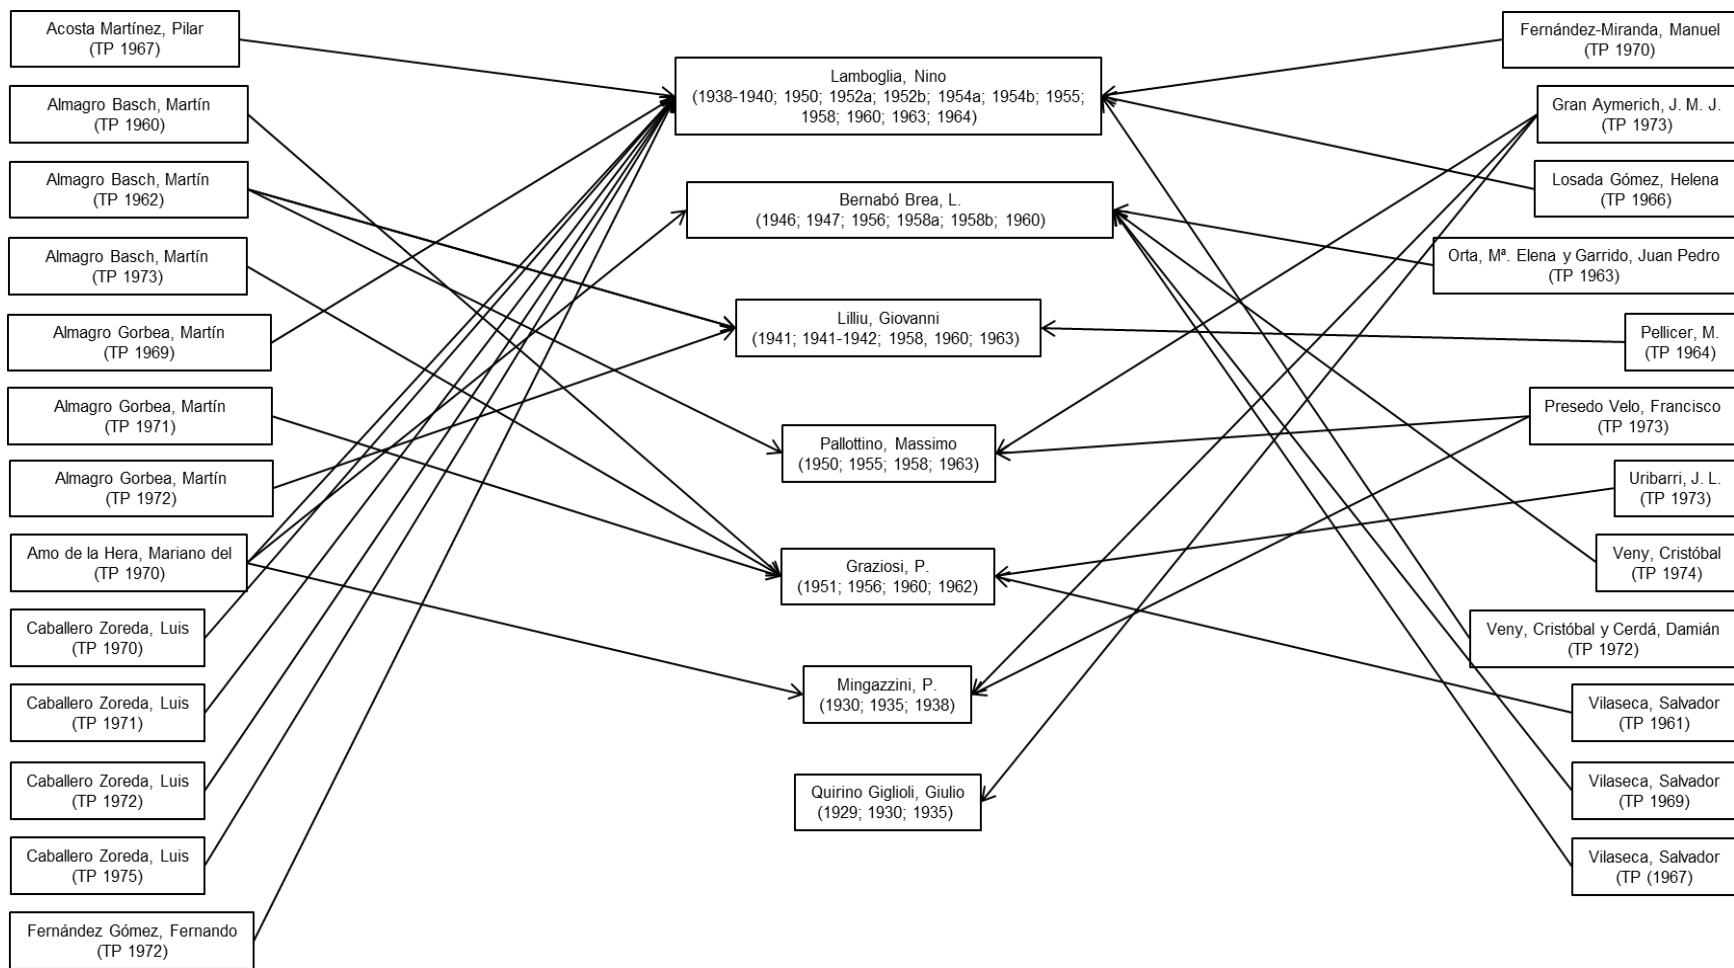 Acosta Martínez, Pilar
(TP 1967)
Almagro Basch, Martín
(TP 1960)
Almagro Basch, Martín
(TP 1962)
Almagro Basch, Martín
(TP 1973)
Almagro Gorbea, Martín
(TP 1969)
Almagro Gorbea, Martín
(TP 1971)
Almagro Gorbea, Martín
(TP 1972)
Amo de la Hera, Mariano del
(TP 1970)
Caballero Zoreda, Luis
(TP 1970)
Caballero Zoreda, Luis
(TP 1971)
Caballero Zoreda, Luis
(TP 1972)
Caballero Zoreda, Luis
(TP 1975)
Fernández Gómez, Fernando
(TP 1972)
Lamboglia, Nino
(1938-1940; 1950; 1952a; 1952b; 1954a; 1954b; 1955;
1958; 1960; 1963; 1964)
Bernabó Brea, L.
(1946; 1947; 1956; 1958a; 1958b; 1960)
Lilliu, Giovanni
(1941; 1941-1942; 1958, 1960; 1963)
Pallottino, Massimo
(1950; 1955; 1958; 1963)
Graziosi, P.
(1951; 1956; 1960; 1962)
Mingazzini, P.
(1930; 1935; 1938)
Quirino Giglioli, Giulio
(1929; 1930; 1935)
Fernández-Miranda, Manuel
(TP 1970)
Gran Aymerich, J. M. J.
(TP 1973)
Losada Gómez, Helena
(TP 1966)
Orta, Mª. Elena y Garrido, Juan Pedro
(TP 1963)
Pellicer, M.
(TP 1964)
Presedo Velo, Francisco
(TP 1973)
Uribarri, J. L.
(TP 1973)
Veny, Cristóbal
(TP 1974)
Veny, Cristóbal y Cerdá, Damián
(TP 1972)
Vilaseca, Salvador
(TP 1961)
Vilaseca, Salvador
(TP 1969)
Vilaseca, Salvador
(TP (1967)